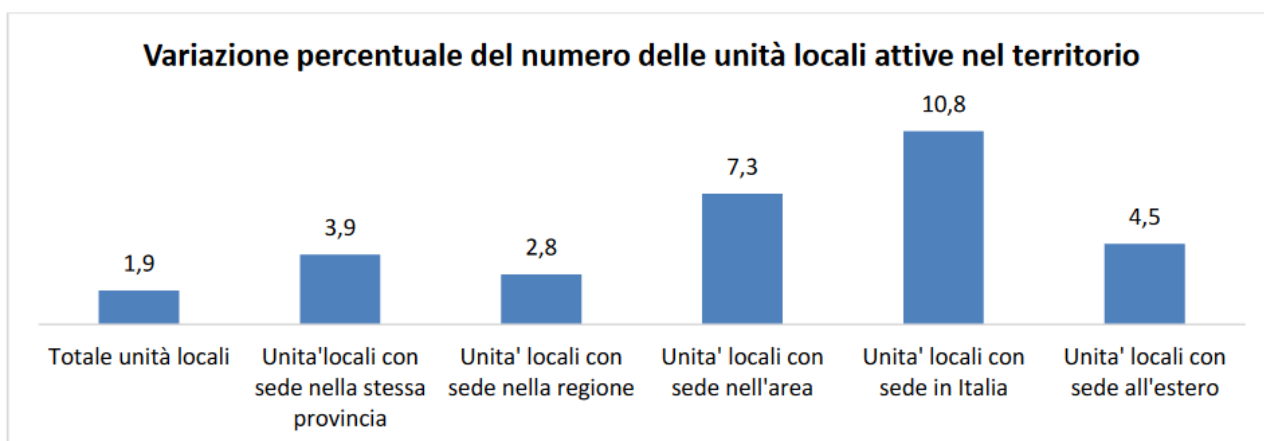 Variazione percentuale del numero delle unità locali attive nel territorio
10,8
7,3
4,5
3,9
2,8
1,9
Totale unità locali
Unita'locali con
sede nella stessa
provincia
Unita' locali con
sede nella regione
Unita' locali con
sede nell'area
Unita' locali con
sede in Italia
Unita' locali con
sede all'estero